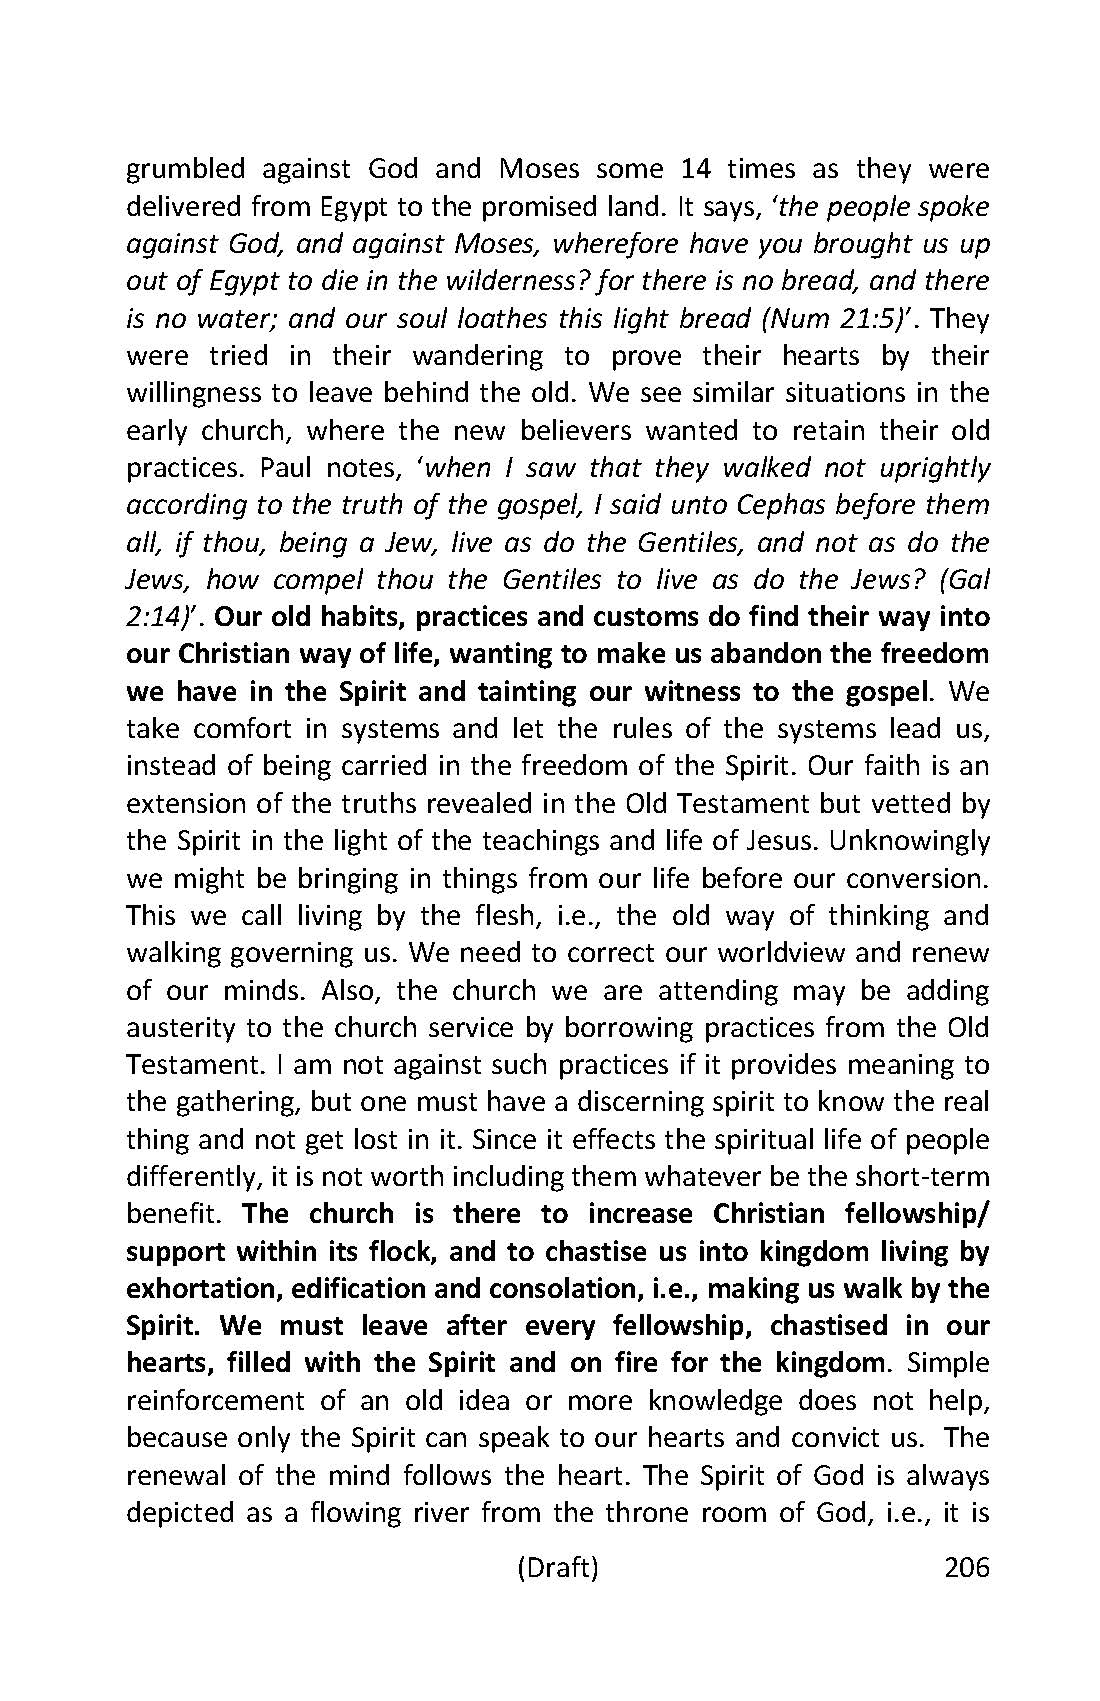 grumbled against God and Moses some 14 times as they were
delivered from Egypt to the promised land. It says, ‘the people spoke
against God, and against Moses, wherefore have you brought us up
out of Egypt to die in the wilderness? for there is no bread, and there
is no water; and our soul loathes this light bread (Num 21:5)’. They
were tried in their wandering to prove their hearts by their
willingness to leave behind the old. We see similar situations in the
early church, where the new believers wanted to retain their old
practices. Paul notes, ‘when I saw that they walked not uprightly
according to the truth of the gospel, I said unto Cephas before them
all, if thou, being a Jew, live as do the Gentiles, and not as do the
Jews, how compel thou the Gentiles to live as do the Jews? (Gal
2:14)’. Our old habits, practices and customs do find their way into
our Christian way of life, wanting to make us abandon the freedom
we have in the Spirit and tainting our witness to the gospel. We
take comfort in systems and let the rules of the systems lead us,
instead of being carried in the freedom of the Spirit. Our faith is an
extension of the truths revealed in the Old Testament but vetted by
the Spirit in the light of the teachings and life of Jesus. Unknowingly
we might be bringing in things from our life before our conversion.
This we call living by the flesh, i.e., the old way of thinking and
walking governing us. We need to correct our worldview and renew
of our minds. Also, the church we are attending may be adding
austerity to the church service by borrowing practices from the Old
Testament. I am not against such practices if it provides meaning to
the gathering, but one must have a discerning spirit to know the real
thing and not get lost in it. Since it effects the spiritual life of people
differently, it is not worth including them whatever be the short-term
benefit. The church is there to increase Christian fellowship/
support within its flock, and to chastise us into kingdom living by
exhortation, edification and consolation, i.e., making us walk by the
Spirit. We must leave after every fellowship, chastised in our
hearts, filled with the Spirit and on fire for the kingdom. Simple
reinforcement of an old idea or more knowledge does not help,
because only the Spirit can speak to our hearts and convict us. The
renewal of the mind follows the heart. The Spirit of God is always
depicted as a flowing river from the throne room of God, i.e., it is
(Draft) 206